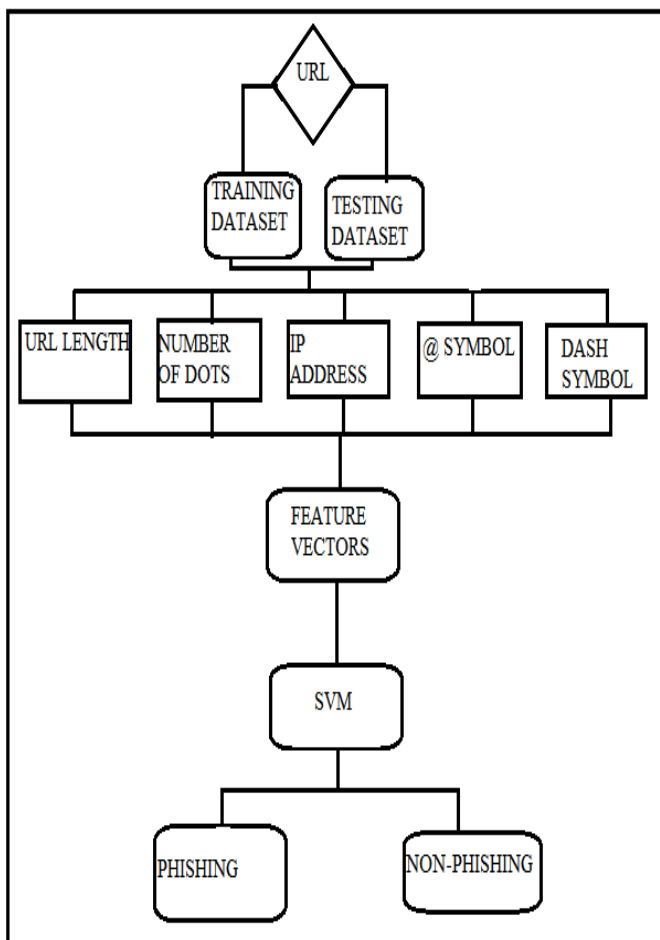 URL
TRAINING
DATASET
TESTING
DATASET
URL LENGTH
NUMBER
OF DOTS
IP
ADDRESS
@ SYMBOL
DASH
SYMBOL
FEATURE
VECTORS
SVM
PHISHING
NON-PHISHING